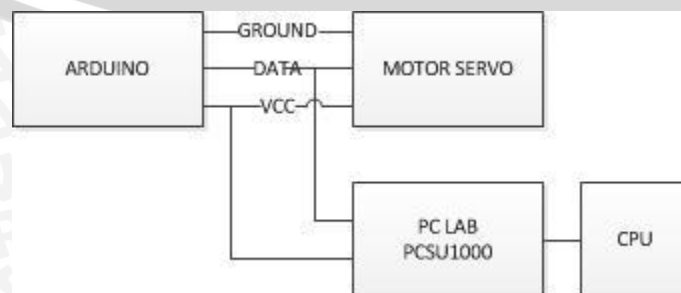 GROUND
ARDUINO
DATA
MOTOR SERVO
VCC
PC LAB
PCSU1000
CPU